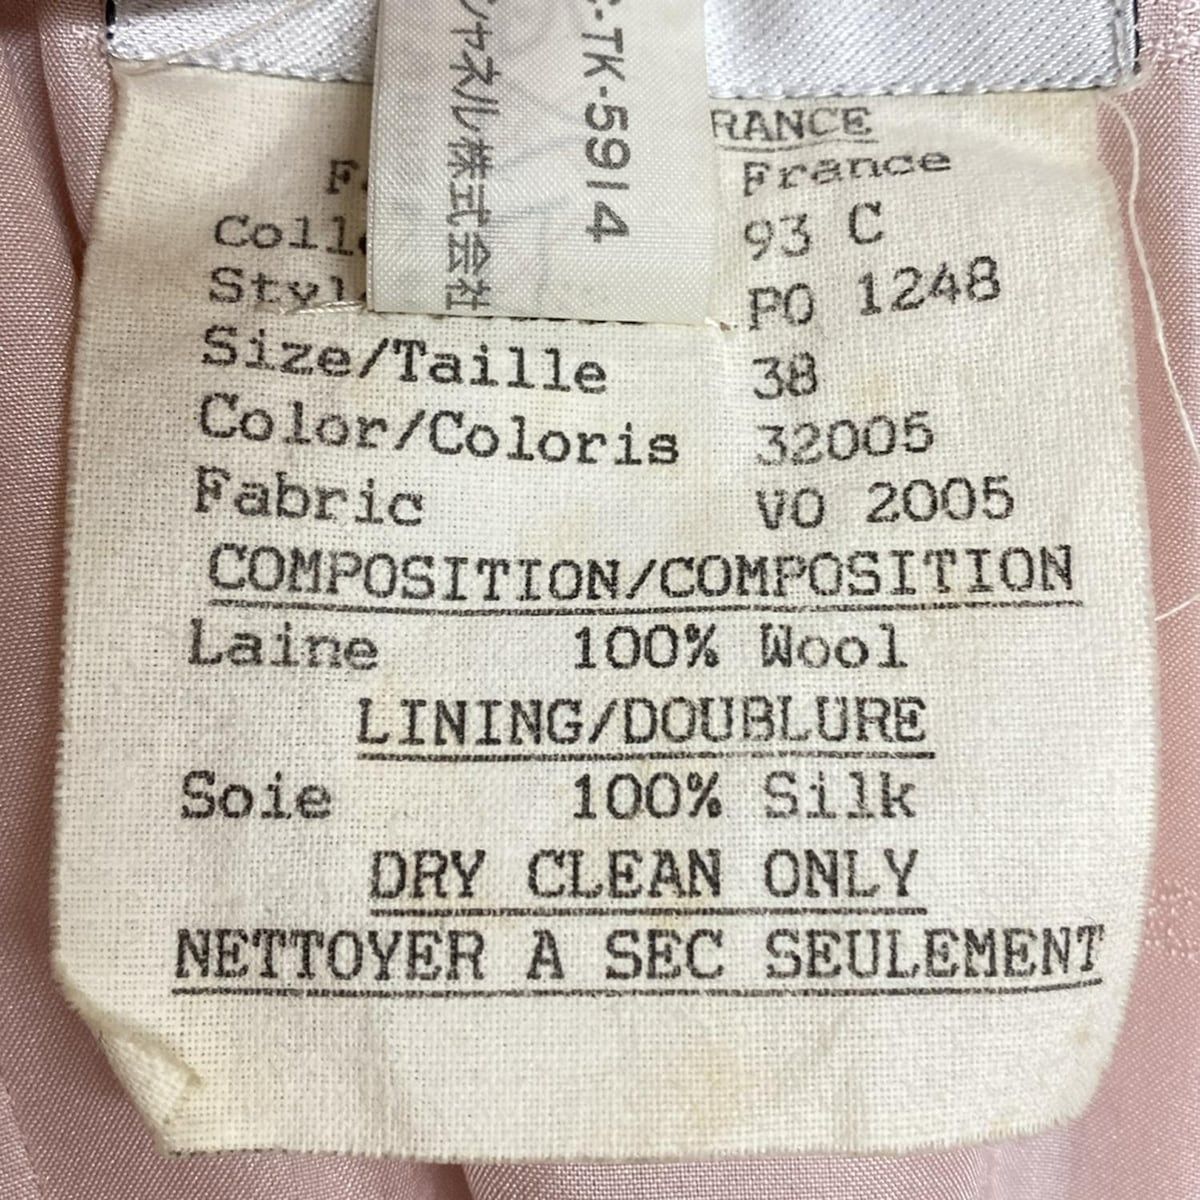 -TK-5914
シャネル株式会社
RANCE
France
93 C
PO 1248
Size/Taille 38
Color/Coloris 32005
Fabric VO 2005
COMPOSITION/COMPOSITION
Laine 100% Wool
LINING/DOUBLURE
Soie 100% Silk
DRY CLEAN ONLY
NETTOYER A SEC SEULEMENT